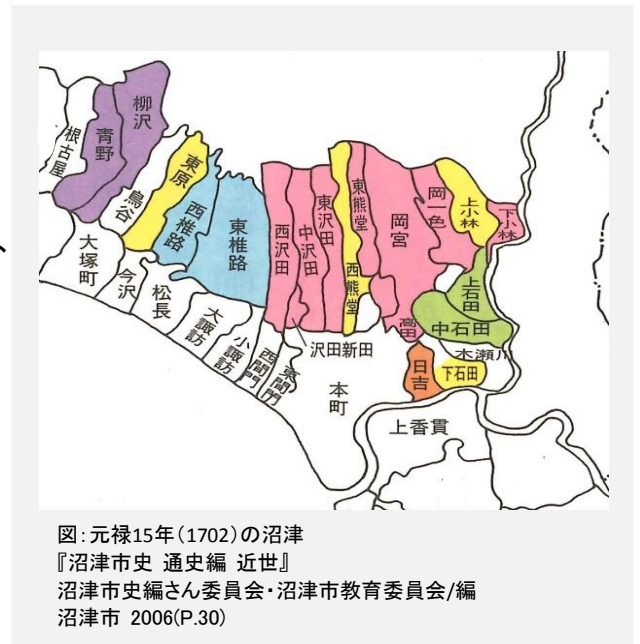 柳沢
青野
根古屋
東原
鳥谷
西椎路
東椎路
大塚町
今沢
松長
大諏訪
小諏訪
西間門
東間門
西沢田
中沢田
東沢田
沢田新田
東熊堂
西熊堂
岡宮
岡一色
上小林
下小林
上石田
中石田
高田
木瀬川
日吉
下石田
本町
上香貫
図:元禄15年(1702)の沼津
『沼津市史 通史編 近世』
沼津市史編さん委員会・沼津市教育委員会/編
沼津市 2006(P.30)